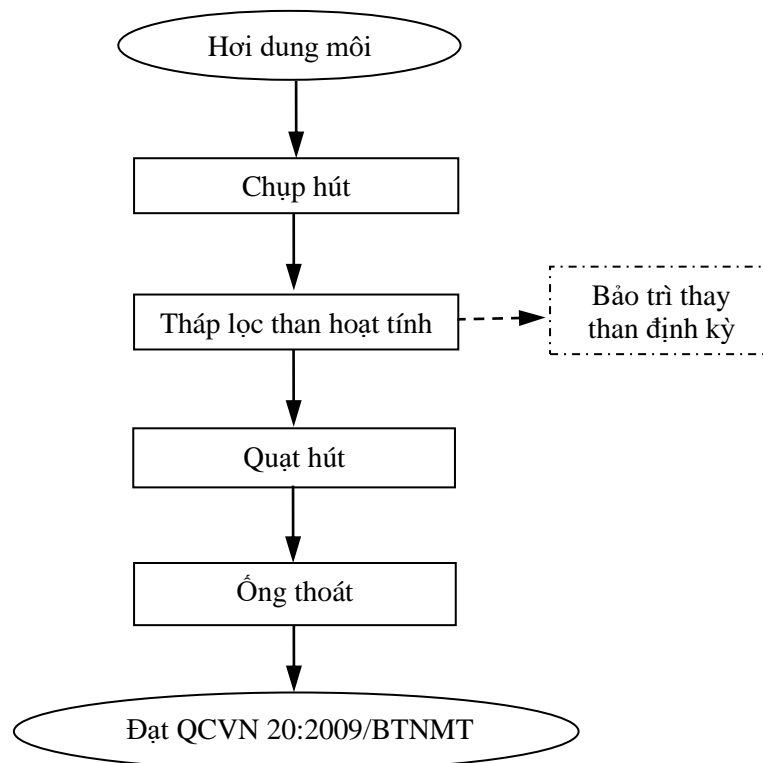 Hơi dung môi
Chụp hút
Tháp lọc than hoạt tính
Bảo trì thay
than định kỳ
Quạt hút
Ống thoát
Đạt QCVN 20:2009/BTNMT